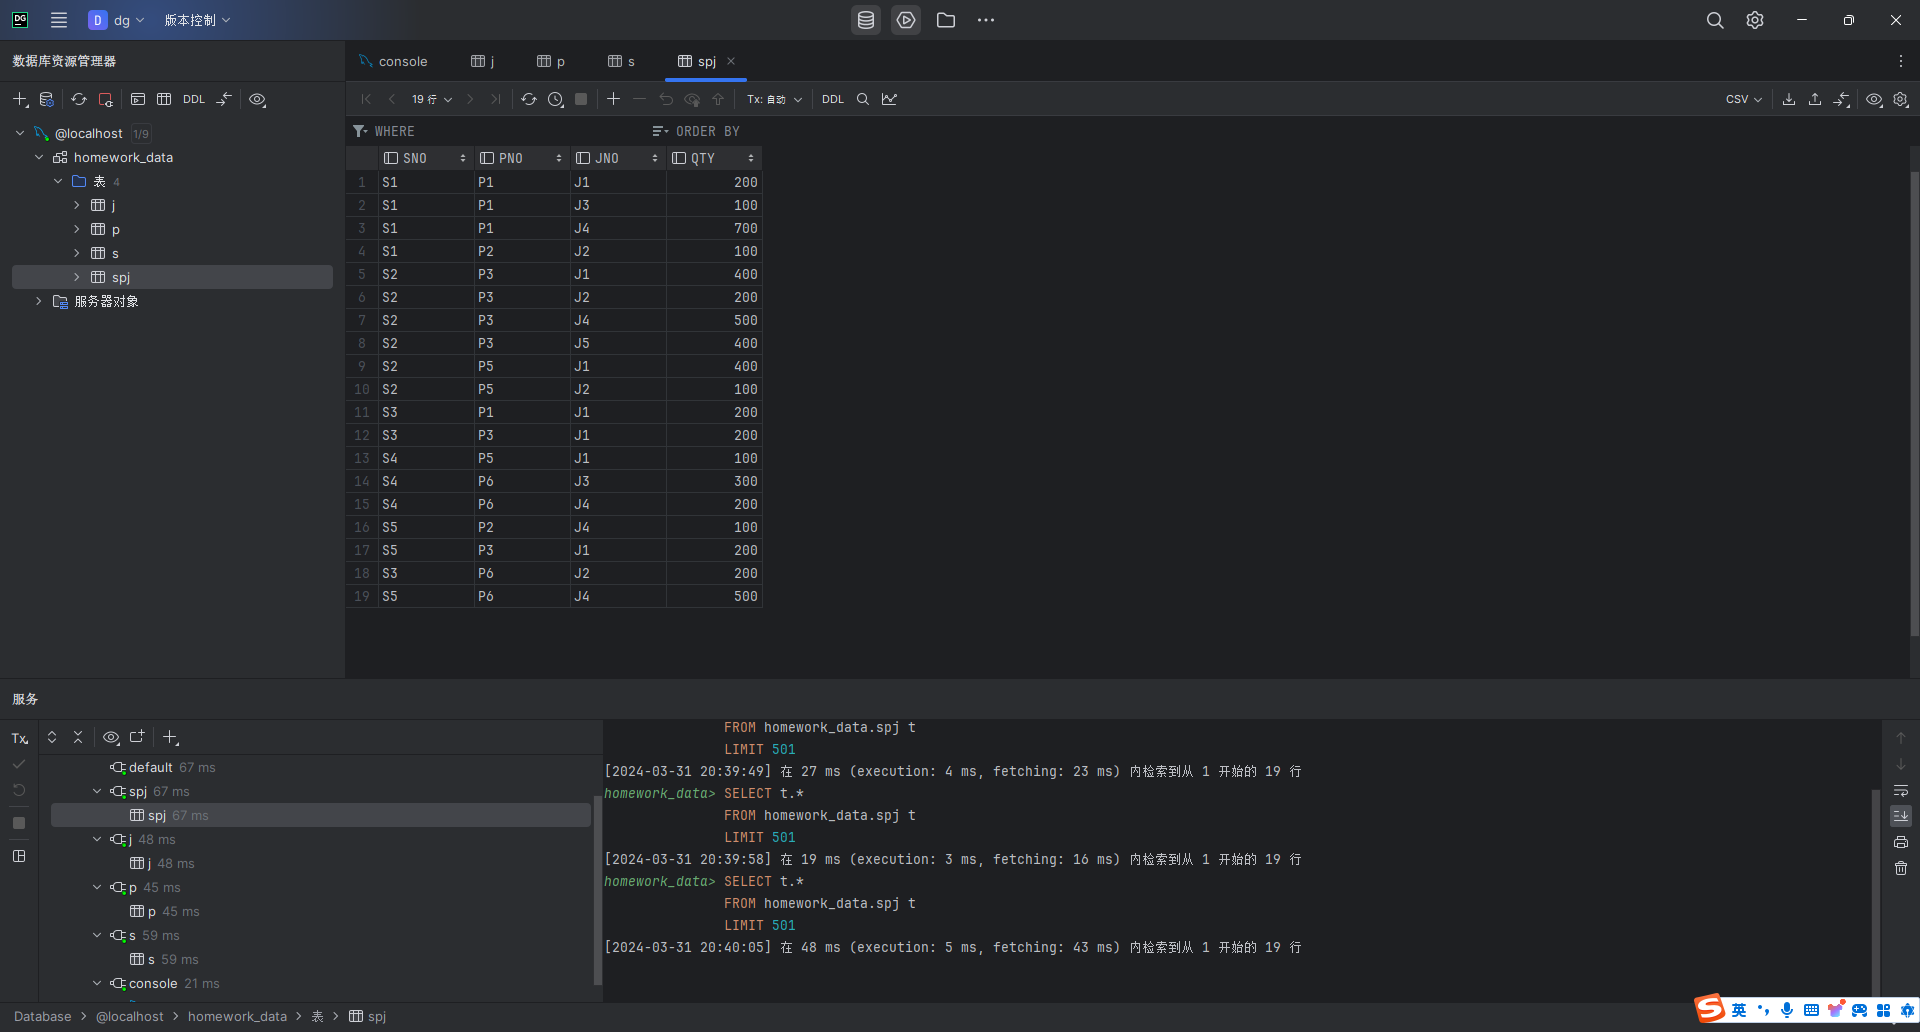 DG D dg 版本控制
数据库资源管理器
console j p s spj
DDL 19 行 Tx: 自动 DDL CSV
@localhost 1/9
homework_data
表 4
j
p
s
spj
服务器对象
WHERE ORDER BY
SNO PNO JNO QTY
1 S1 P1 J1 200
2 S1 P1 J3 100
3 S1 P1 J4 700
4 S1 P2 J2 100
5 S2 P3 J1 400
6 S2 P3 J2 200
7 S2 P3 J4 500
8 S2 P3 J5 400
9 S2 P5 J1 400
10 S2 P5 J2 100
11 S3 P1 J1 200
12 S3 P3 J1 200
13 S4 P5 J1 100
14 S4 P6 J3 300
15 S4 P6 J4 200
16 S5 P2 J4 100
17 S5 P3 J1 200
18 S3 P6 J2 200
19 S5 P6 J4 500
服务
Tx
default 67 ms
spj 67 ms
spj 67 ms
j 48 ms
j 48 ms
p 45 ms
p 45 ms
s 59 ms
s 59 ms
console 21 ms
FROM homework_data.spj t
LIMIT 501
[2024-03-31 20:39:49] 在 27 ms (execution: 4 ms, fetching: 23 ms) 内检索到从 1 开始的 19 行
homework_data> SELECT t.*
FROM homework_data.spj t
LIMIT 501
[2024-03-31 20:39:58] 在 19 ms (execution: 3 ms, fetching: 16 ms) 内检索到从 1 开始的 19 行
homework_data> SELECT t.*
FROM homework_data.spj t
LIMIT 501
[2024-03-31 20:40:05] 在 48 ms (execution: 5 ms, fetching: 43 ms) 内检索到从 1 开始的 19 行
Database > @localhost > homework_data > 表 > spj
S 英